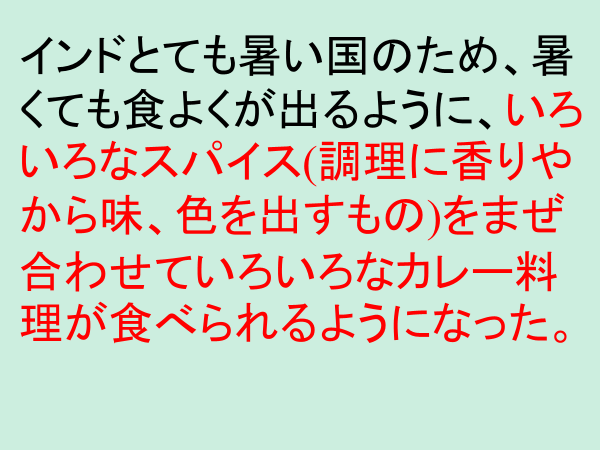 インドとても暑い国のため、暑
くても食よくが出るように、いろ
いろなスパイス(調理に香りや
から味、色を出すもの)をまぜ
合わせていろいろなカレー料
理が食べられるようになった。